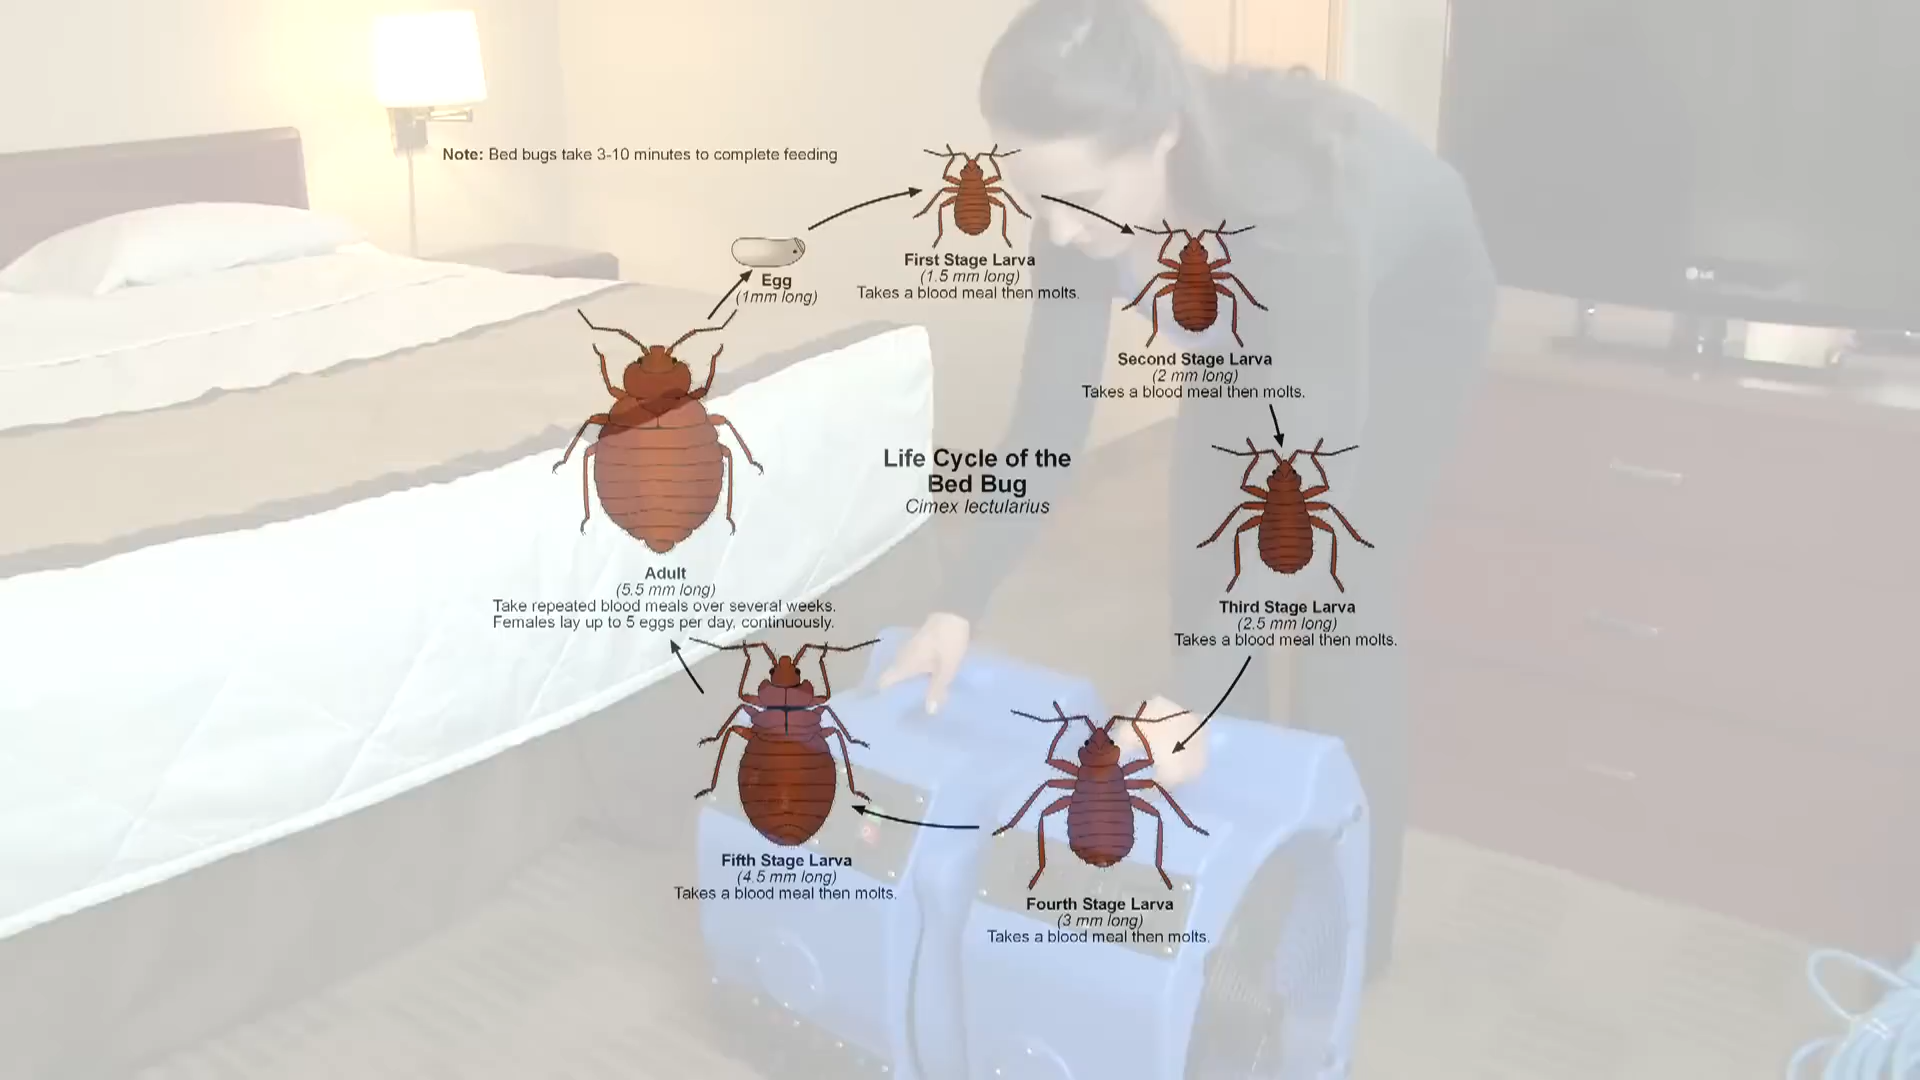 Note: Bed bugs take 3-10 minutes to complete feeding
Egg
(1mm long)
First Stage Larva
(1.5 mm long)
Takes a blood meal then molts.
Second Stage Larva
(2 mm long)
Takes a blood meal then molts.
Life Cycle of the
Bed Bug
Cimex lectularius
Third Stage Larva
(2.5 mm long)
Takes a blood meal then molts.
Fourth Stage Larva
(3 mm long)
Takes a blood meal then molts.
Fifth Stage Larva
(4.5 mm long)
Takes a blood meal then molts.
Adult
(5.5 mm long)
Take repeated blood meals over several weeks.
Females lay up to 5 eggs per day, continuously.
LG